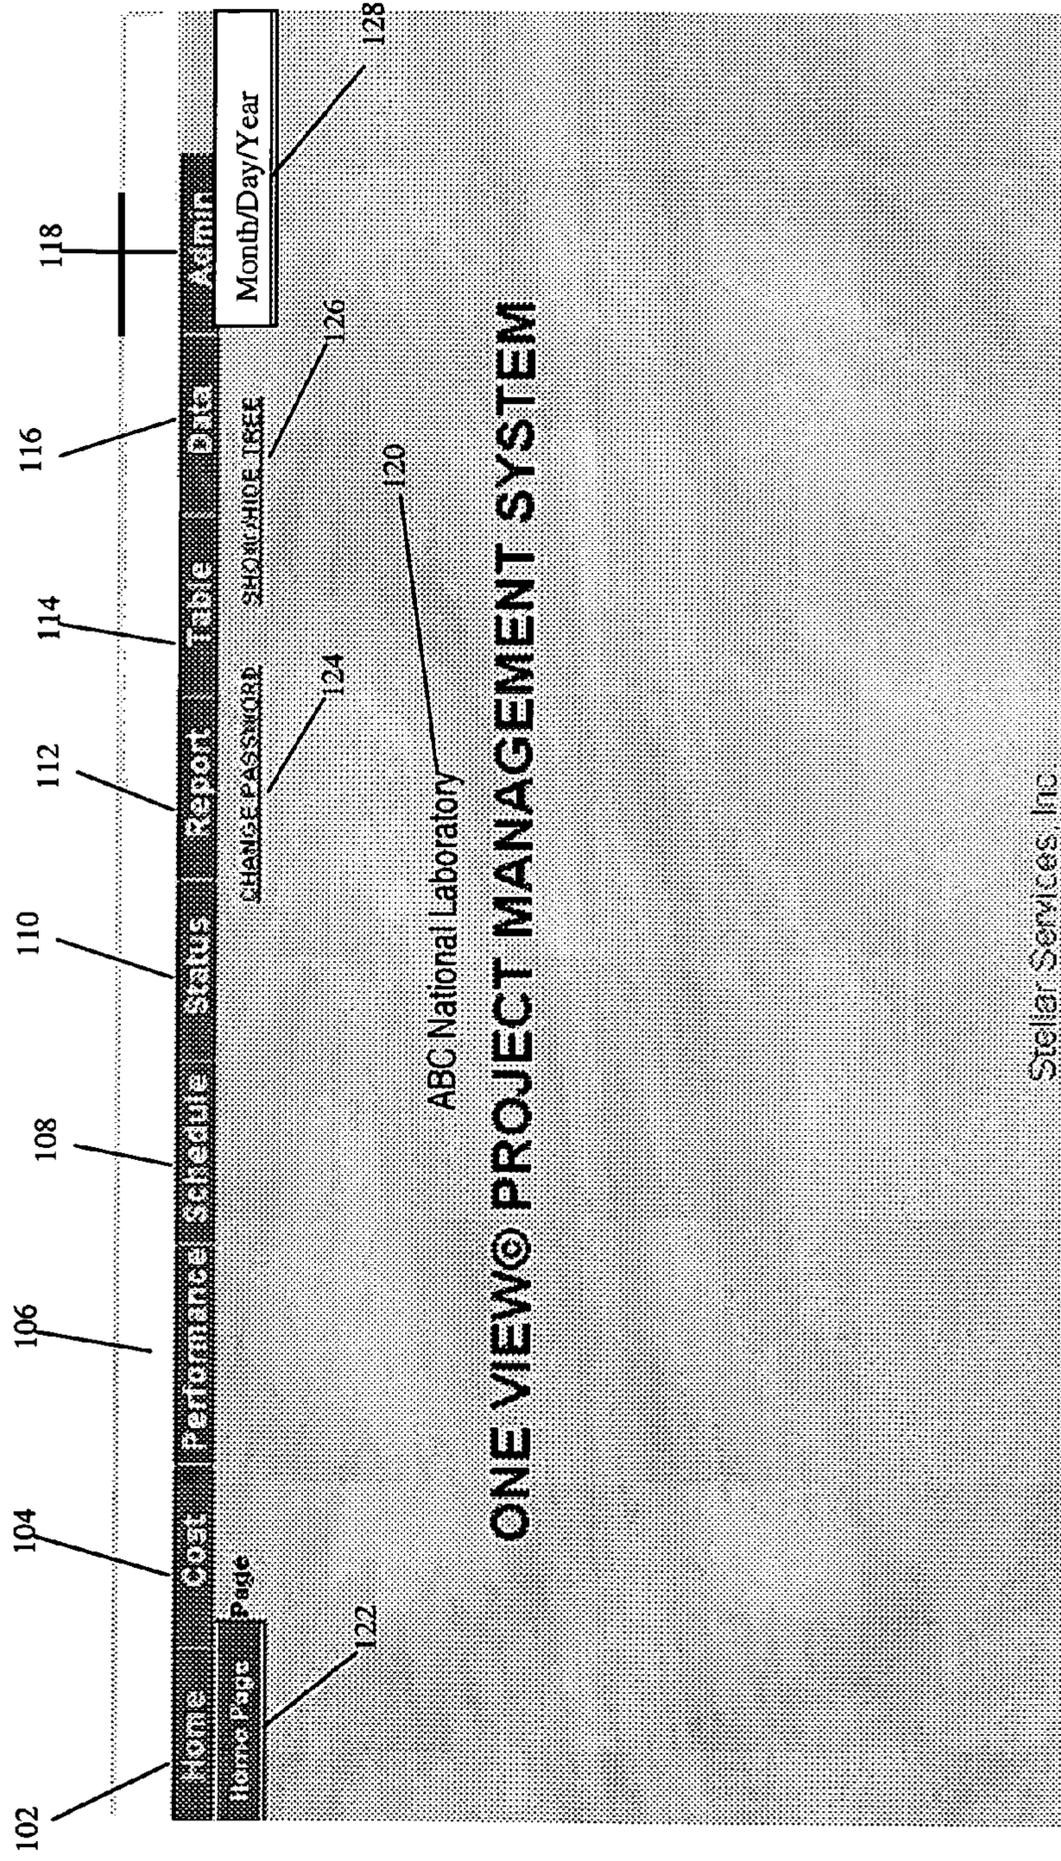 102 104 106 108 110 112 114 116 118
Home Cost Performance Schedule Status Report Table Data Admin
Home Page Page CHANGE PASSWORD SHOW/HIDE TREE Month/Day/Year
122 124 126 128
120
ABC National Laboratory
ONE VIEW© PROJECT MANAGEMENT SYSTEM
Stellar Services, Inc.